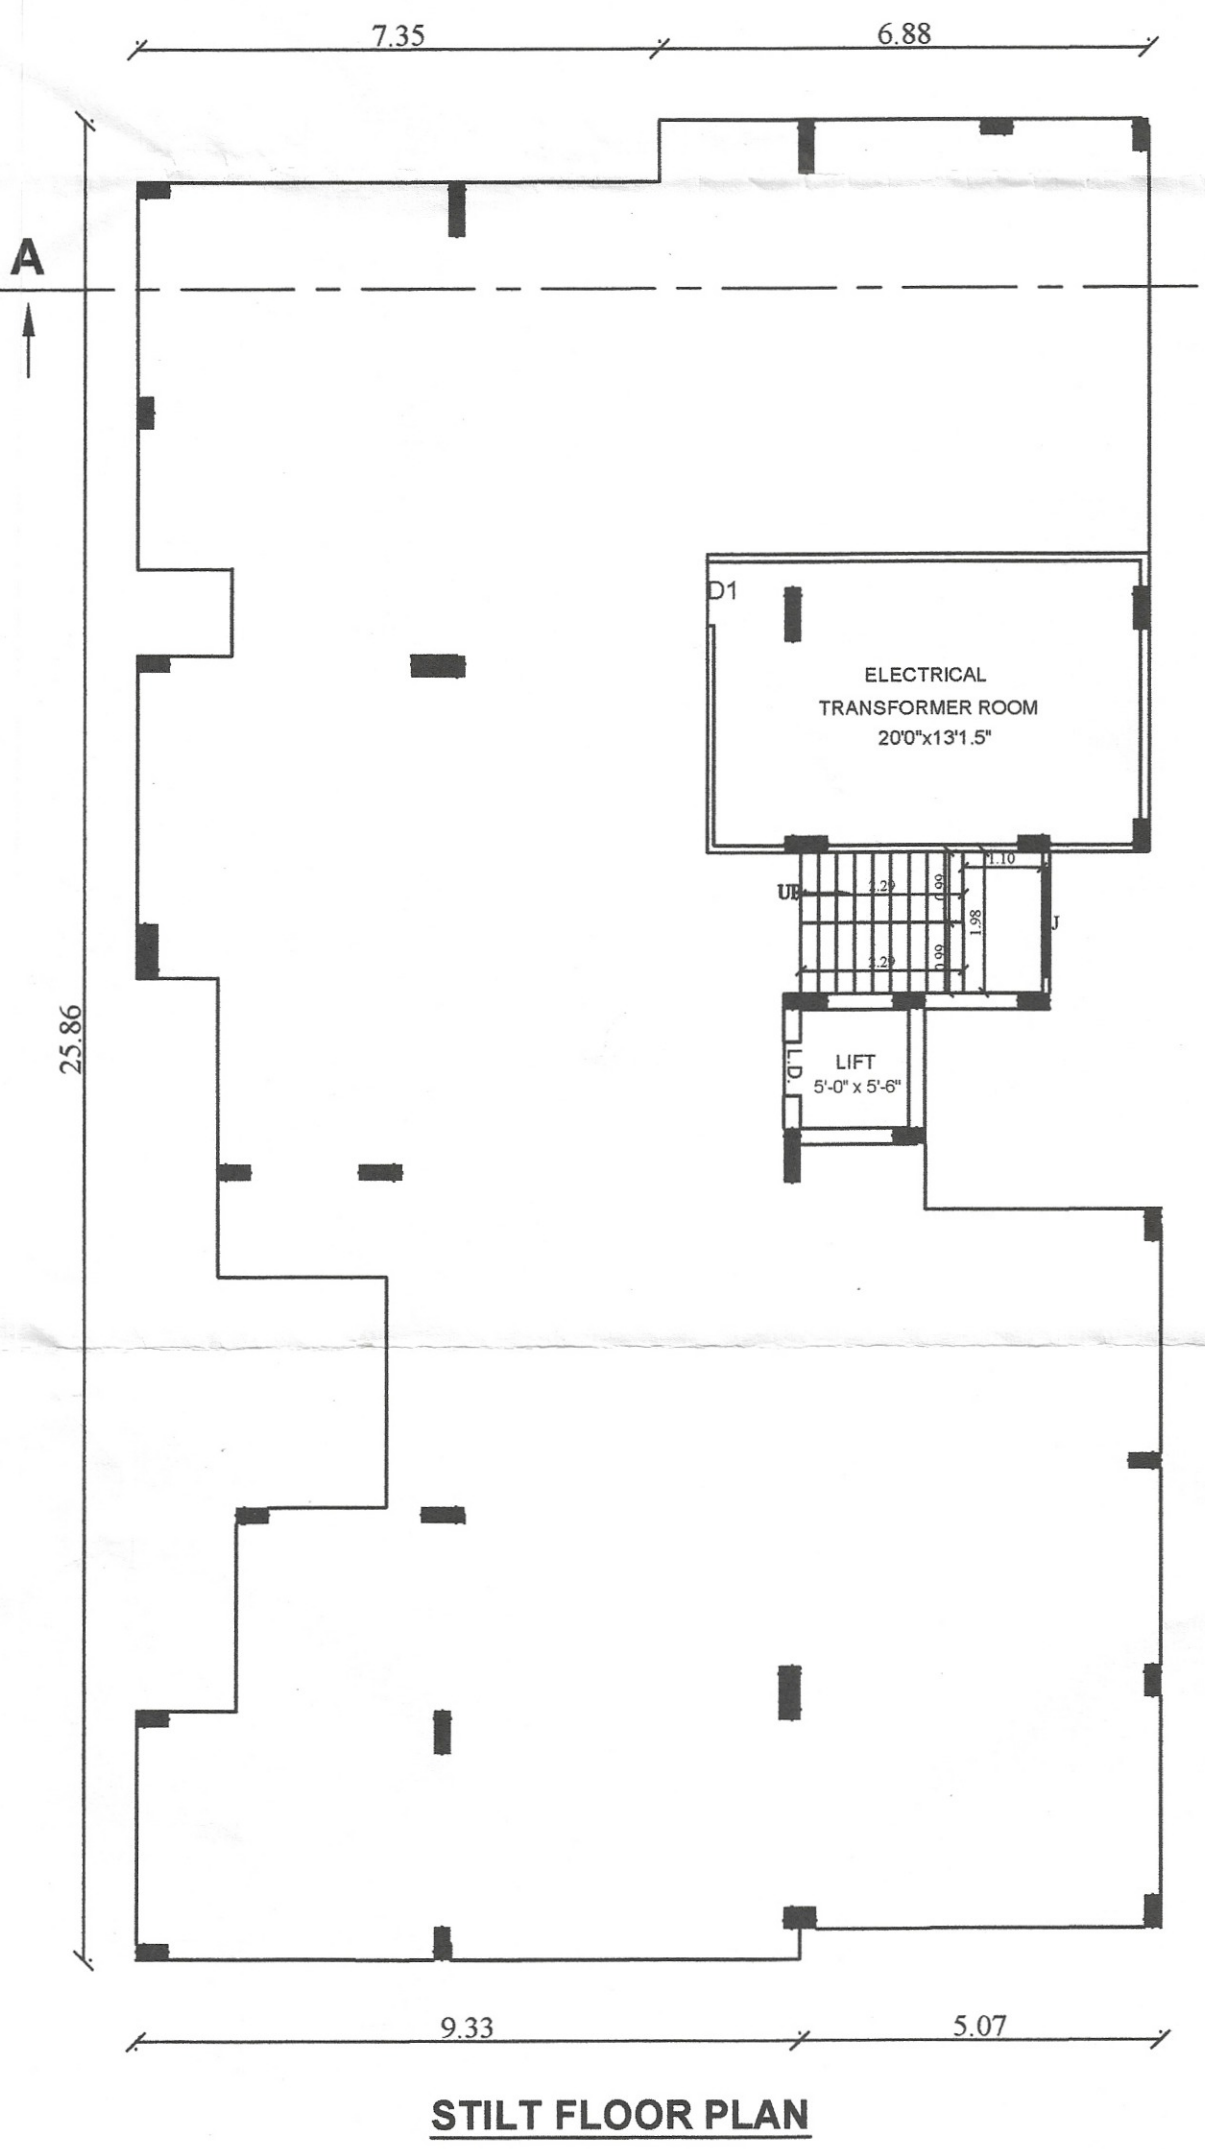 7.35 6.88
A
D1
ELECTRICAL
TRANSFORMER ROOM
20'0"x13'1.5"
1.10
UP 2.29 0.99
1.98 J
2.29 0.99
25.86
LIFT
L.D. 5'-0" x 5'-6"
9.33 5.07
STILT FLOOR PLAN